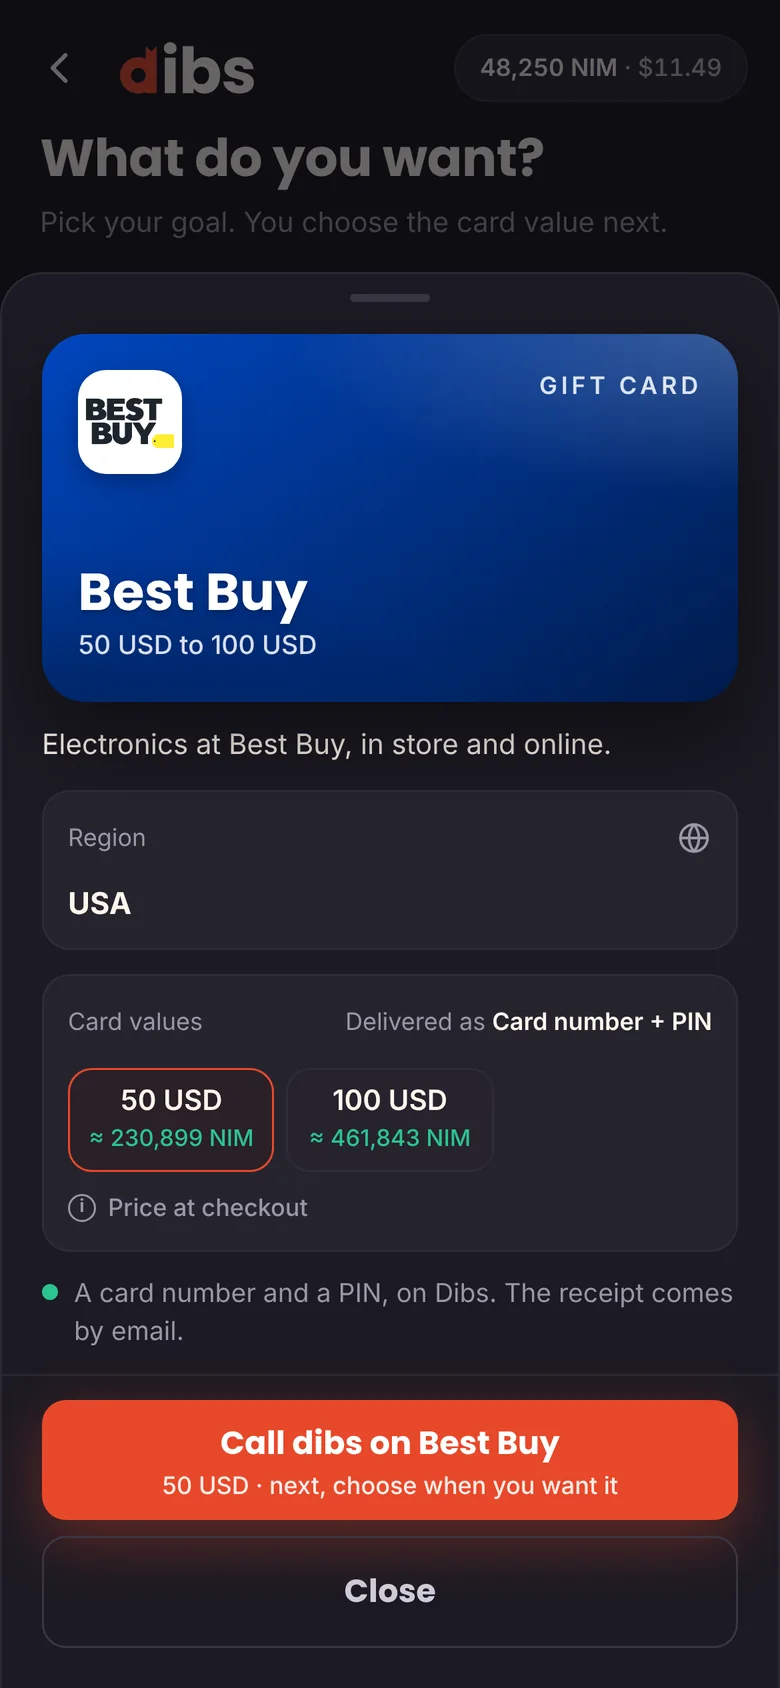 dibs
48,250 NIM · $11.49
What do you want?
Pick your goal. You choose the card value next.
BEST
BUY
GIFT CARD
Best Buy
50 USD to 100 USD
Electronics at Best Buy, in store and online.
Region
USA
Card values
Delivered as Card number + PIN
50 USD
≈ 230,899 NIM
100 USD
≈ 461,843 NIM
Price at checkout
A card number and a PIN, on Dibs. The receipt comes
by email.
Call dibs on Best Buy
50 USD · next, choose when you want it
Close